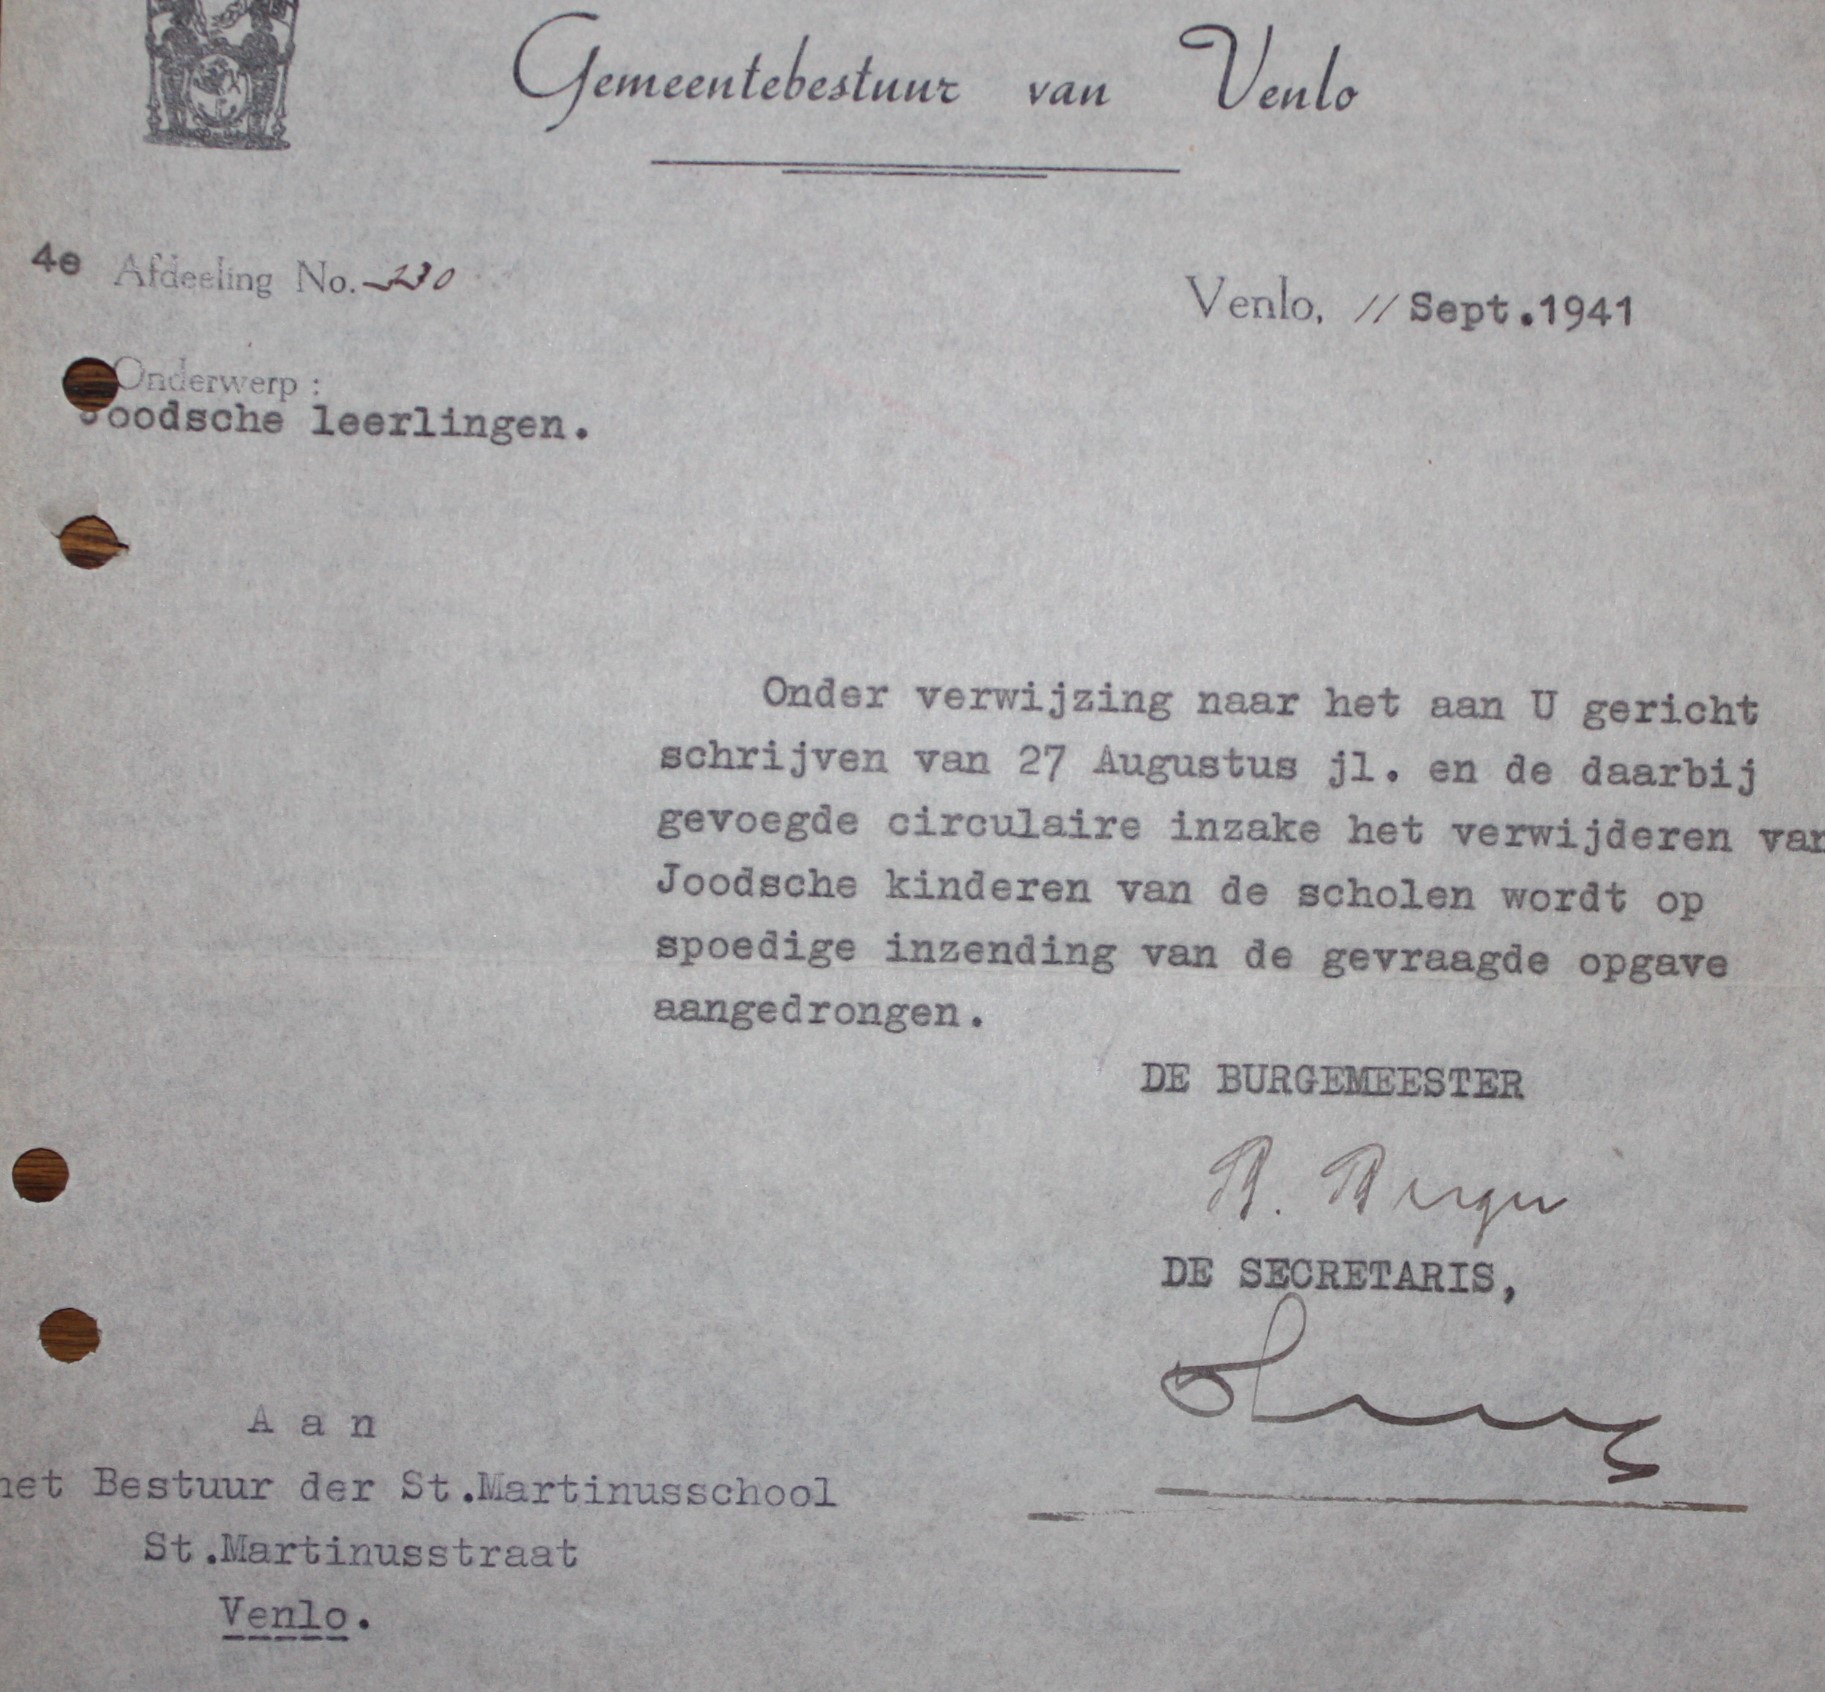 Gemeentebestuur van Venlo
4e Afdeeling No. 230
Venlo, 11 Sept.1941
Onderwerp :
Joodsche leerlingen.
Onder verwijzing naar het aan U gericht
schrijven van 27 Augustus jl. en de daarbij
gevoegde circulaire inzake het verwijderen van
Joodsche kinderen van de scholen wordt op
spoedige inzending van de gevraagde opgave
aangedrongen.
DE BURGEMEESTER
B. Berger
DE SECRETARIS,
A a n
het Bestuur der St.Martinusschool
St.Martinusstraat
Venlo.